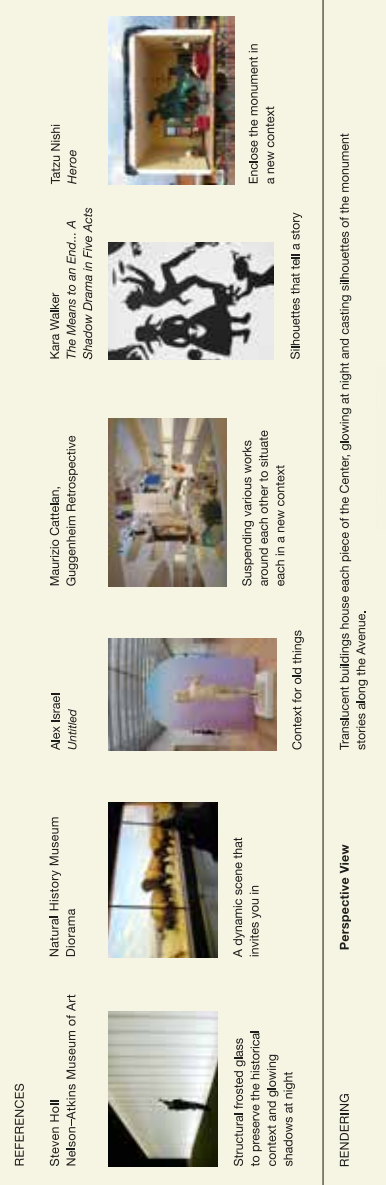 REFERENCES
Steven Holl
Nelson–Atkins Museum of Art
Structural frosted glass
to preserve the historical
context and glowing
shadows at night
Natural History Museum
Diorama
A dynamic scene that
invites you in
Alex Israel
Untitled
Context for old things
Maurizio Cattelan,
Guggenheim Retrospective
Suspending various works
around each other to situate
each in a new context
Kara Walker
The Means to an End... A
Shadow Drama in Five Acts
Silhouettes that tell a story
Tatzu Nishi
Heroe
Enclose the monument in
a new context
RENDERING
Perspective View
Translucent buildings house each piece of the Center, glowing at night and casting silhouettes of the monument
stories along the Avenue.